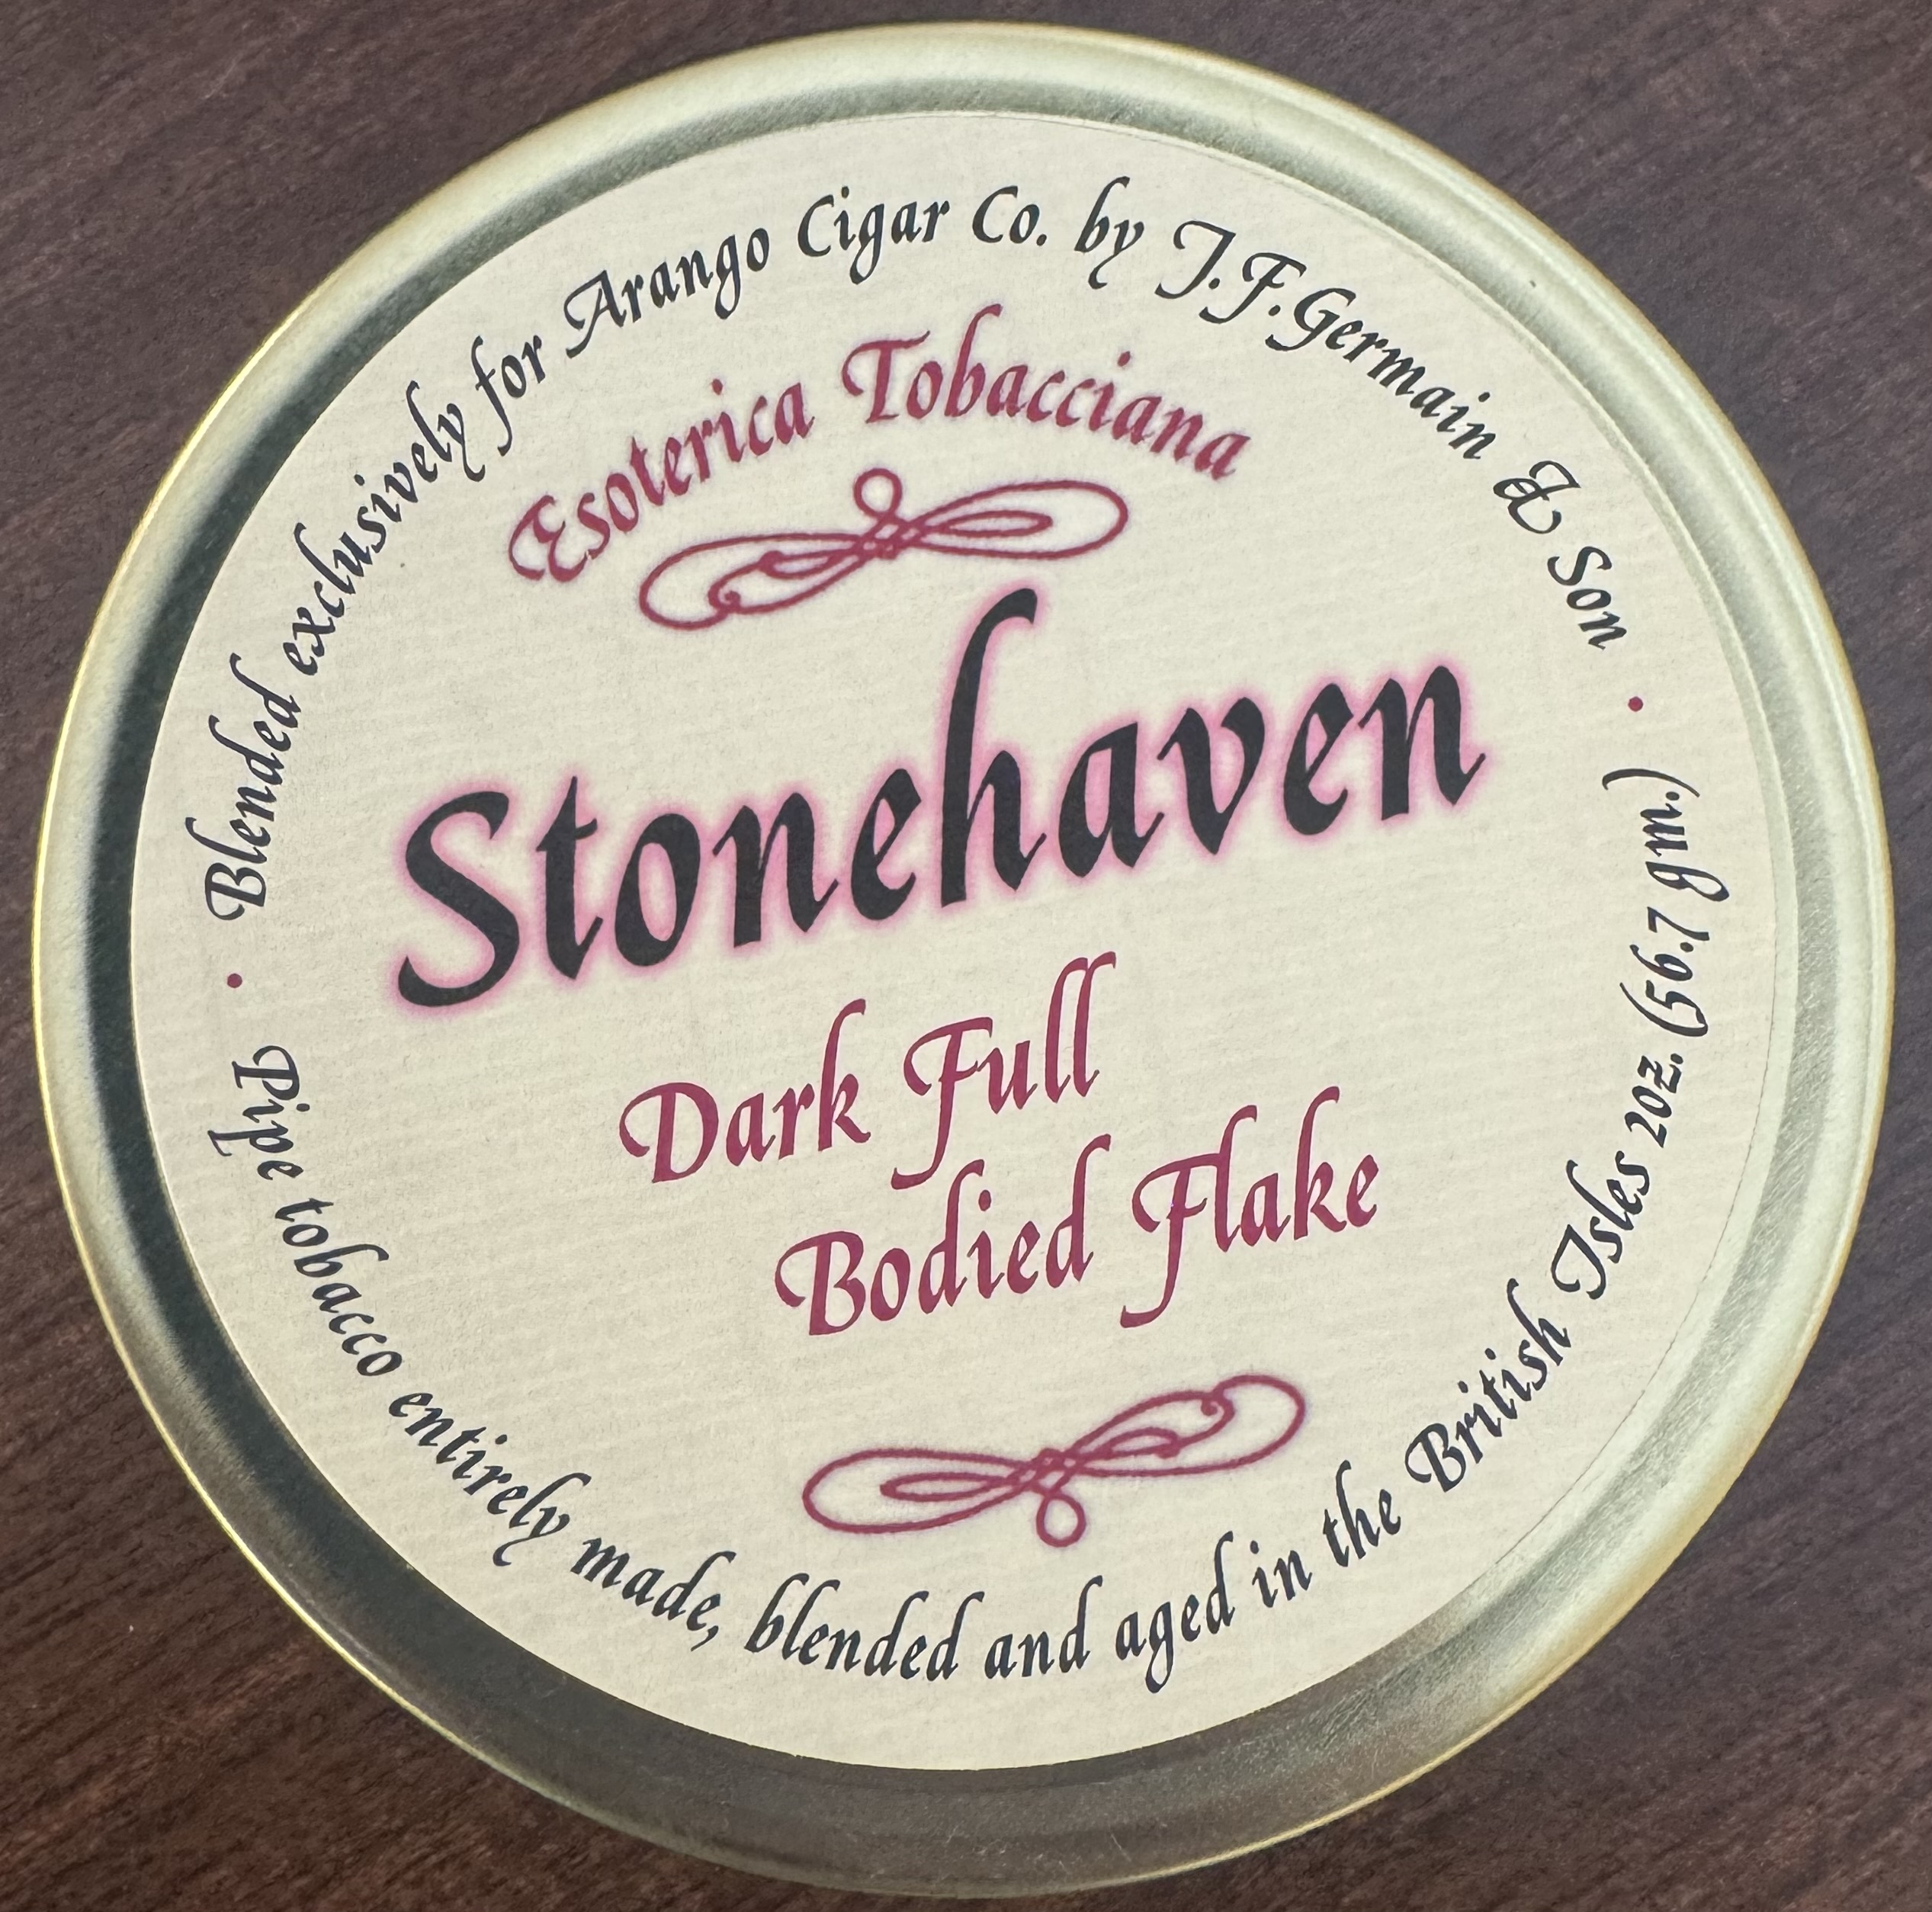 • Blended exclusively for Arango Cigar Co. by J.F.Germain & Son •
Esoterica Tobacciana
Stonehaven
Dark Full
Bodied Flake
Pipe tobacco entirely made, blended and aged in the British Isles 2oz. (56.7 gm.)